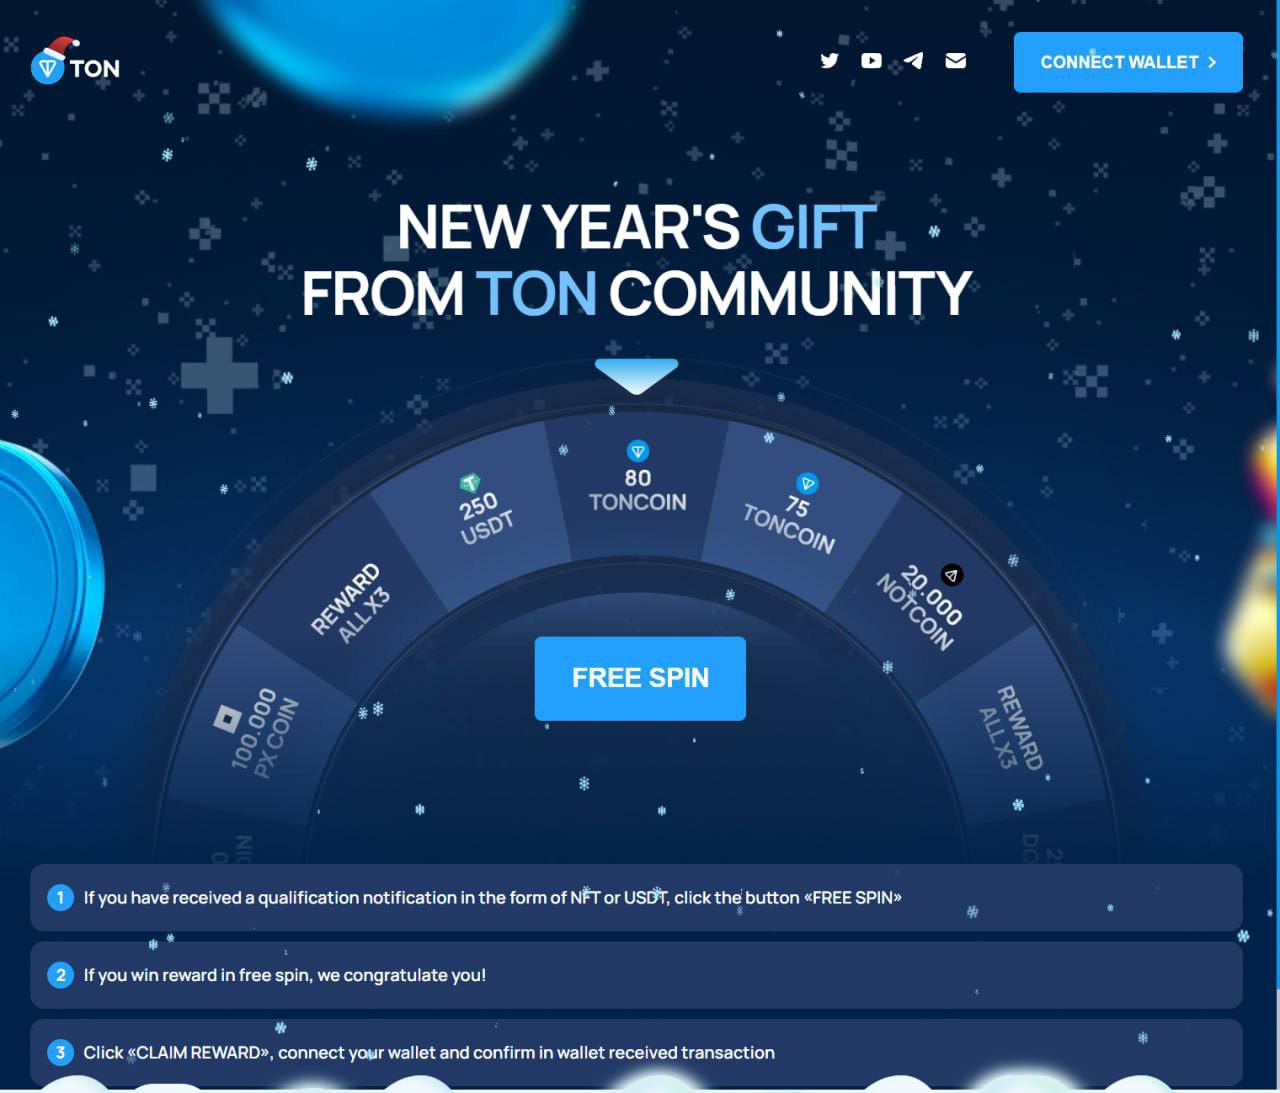 TON
CONNECT WALLET
NEW YEAR'S GIFT
FROM TON COMMUNITY
80
TONCOIN
250
USDT
75
TONCOIN
REWARD
ALL X3
20.000
NOTCOIN
100.000
PX COIN
REWARD
ALL X3
FREE SPIN
1 If you have received a qualification notification in the form of NFT or USDT, click the button «FREE SPIN»
2 If you win reward in free spin, we congratulate you!
3 Click «CLAIM REWARD», connect your wallet and confirm in wallet received transaction